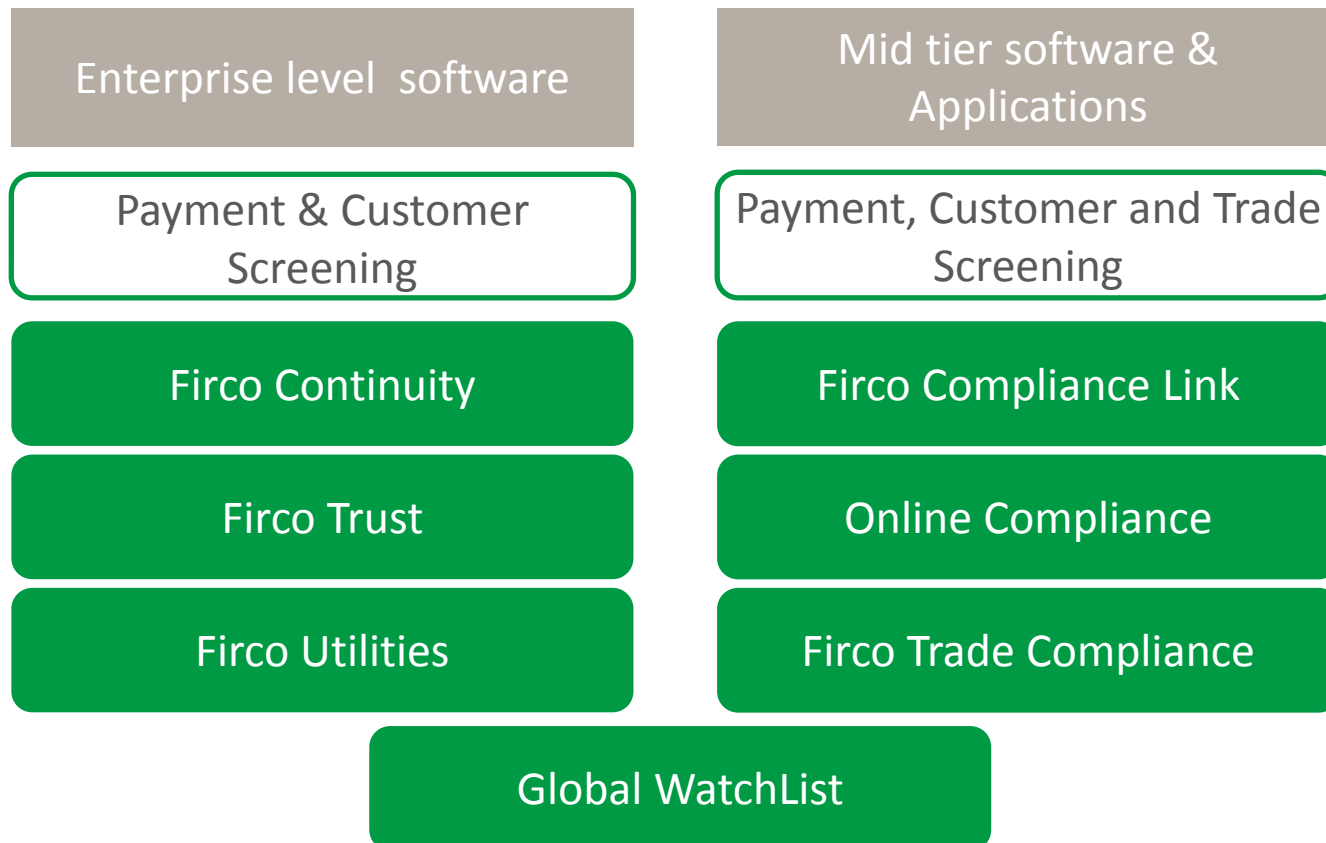 Enterprise level  software
Mid tier software &
Applications
Payment & Customer
Screening
Payment, Customer and Trade
Screening
Firco Continuity
Firco Compliance Link
Firco Trust
Online Compliance
Firco Utilities
Firco Trade Compliance
Global WatchList